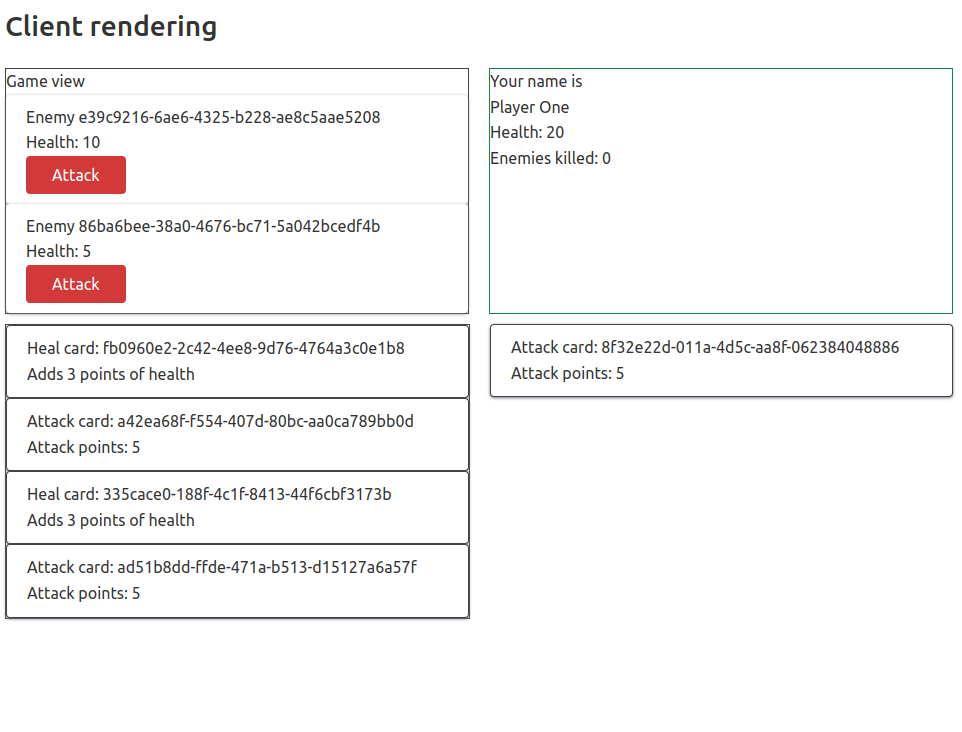 Client rendering
Game view
Enemy e39c9216-6ae6-4325-b228-ae8c5aae5208
Health: 10
Attack
Enemy 86ba6bee-38a0-4676-bc71-5a042bcedf4b
Health: 5
Attack
Your name is
Player One
Health: 20
Enemies killed: 0
Heal card: fb0960e2-2c42-4ee8-9d76-4764a3c0e1b8
Adds 3 points of health
Attack card: a42ea68f-f554-407d-80bc-aa0ca789bb0d
Attack points: 5
Heal card: 335cace0-188f-4c1f-8413-44f6cbf3173b
Adds 3 points of health
Attack card: ad51b8dd-ffde-471a-b513-d15127a6a57f
Attack points: 5
Attack card: 8f32e22d-011a-4d5c-aa8f-062384048886
Attack points: 5